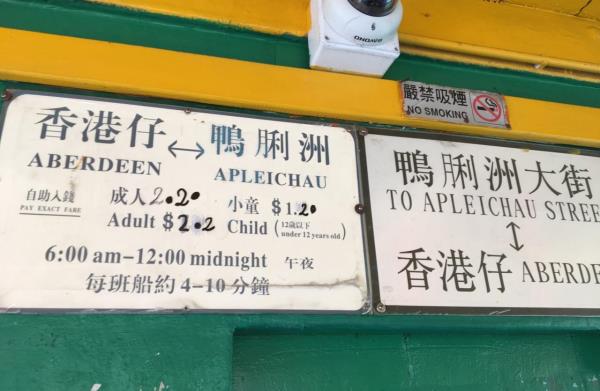 嚴禁吸煙
NO SMOKING
香港仔 ↔ 鴨脷洲
ABERDEEN APLEICHAU
自助入錢 成人 2.20 小童 $1.20
PAY EXACT FARE Adult $2.2 Child (12歲以下 under 12 years old)
6:00 am-12:00 midnight 午夜
每班船約 4-10 分鐘
鴨脷洲大街
TO APLEICHAU STREE
↕
香港仔 ABERDE